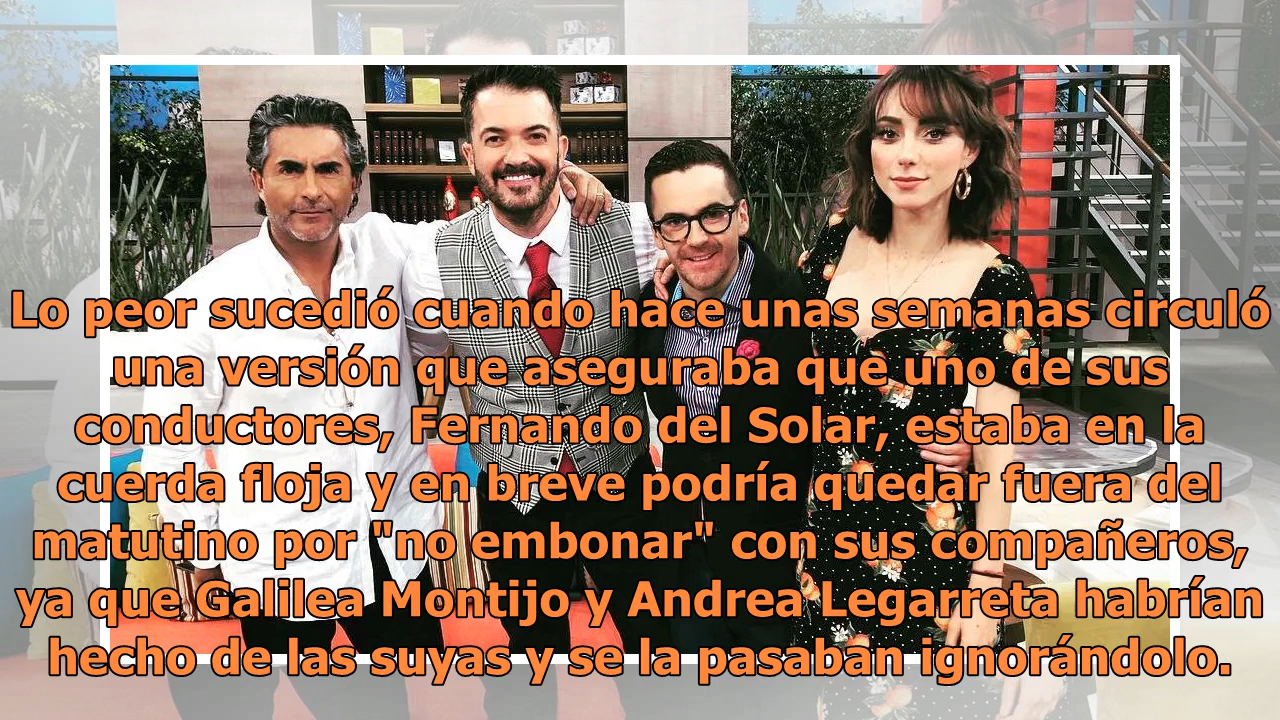 Lo peor sucedió cuando hace unas semanas circuló
una versión que aseguraba que uno de sus
conductores, Fernando del Solar, estaba en la
cuerda floja y en breve podría quedar fuera del
matutino por "no embonar" con sus compañeros,
ya que Galilea Montijo y Andrea Legarreta habrían
hecho de las suyas y se la pasaban ignorándolo.